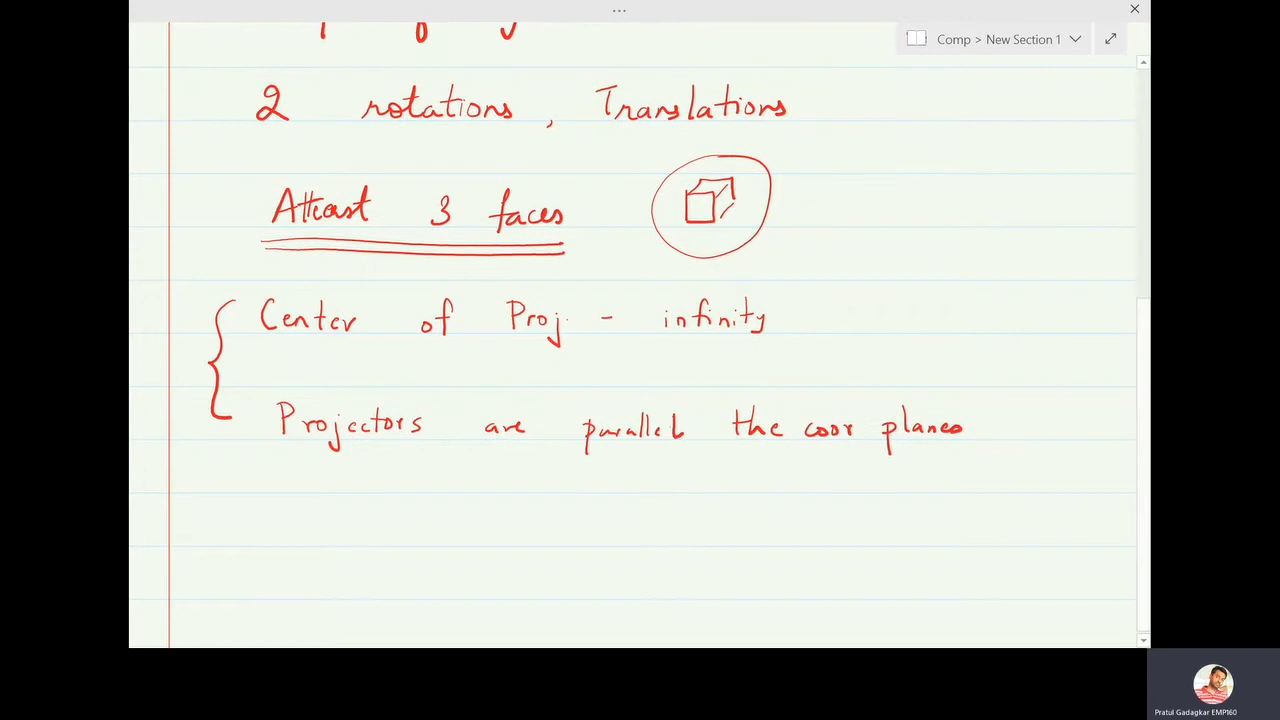 Comp > New Section 1
2 rotations, Translations
Atleast 3 faces
Center of Proj. - infinity
Projectors are parallel the coor planes
Pratul Gadagkar EMP160